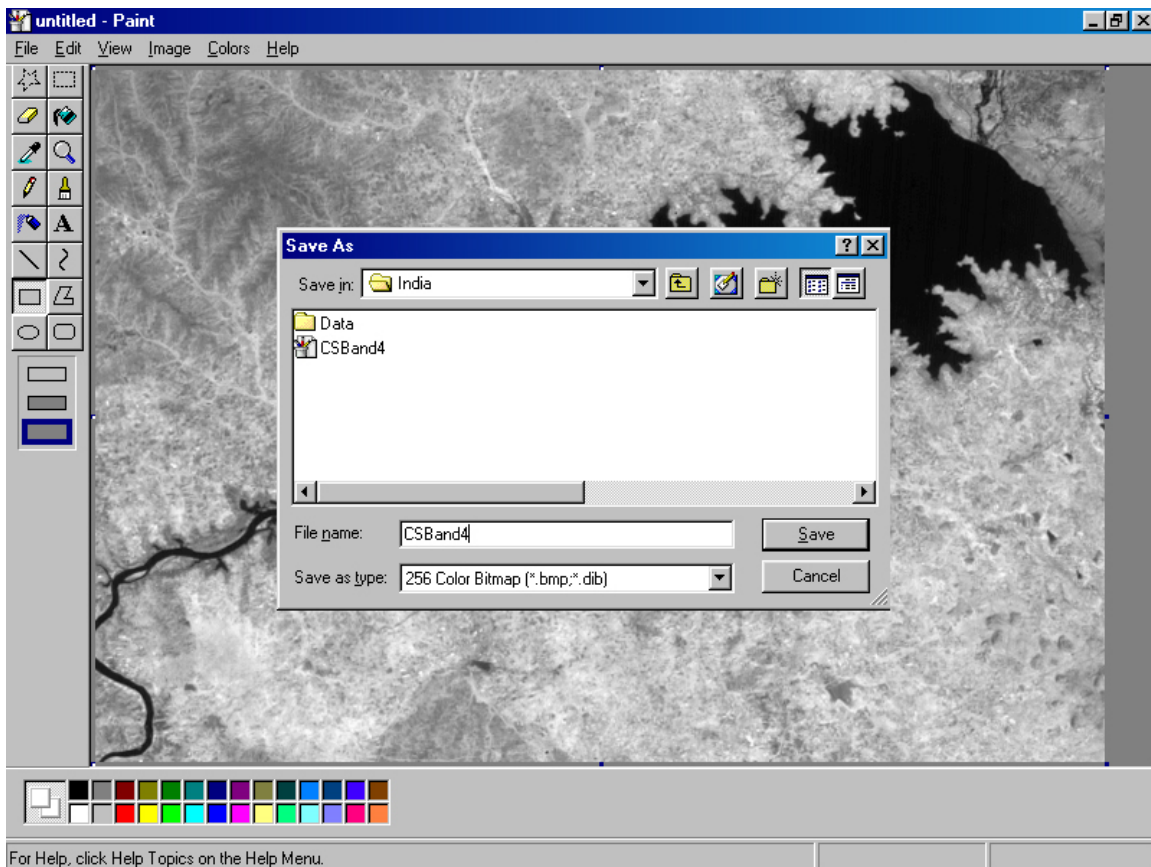 untitled - Paint
File Edit View Image Colors Help
A
Save As
Save in: India
Data
CSBand4
File name: CSBand4 Save
Save as type: 256 Color Bitmap (*.bmp;*.dib) Cancel
For Help, click Help Topics on the Help Menu.